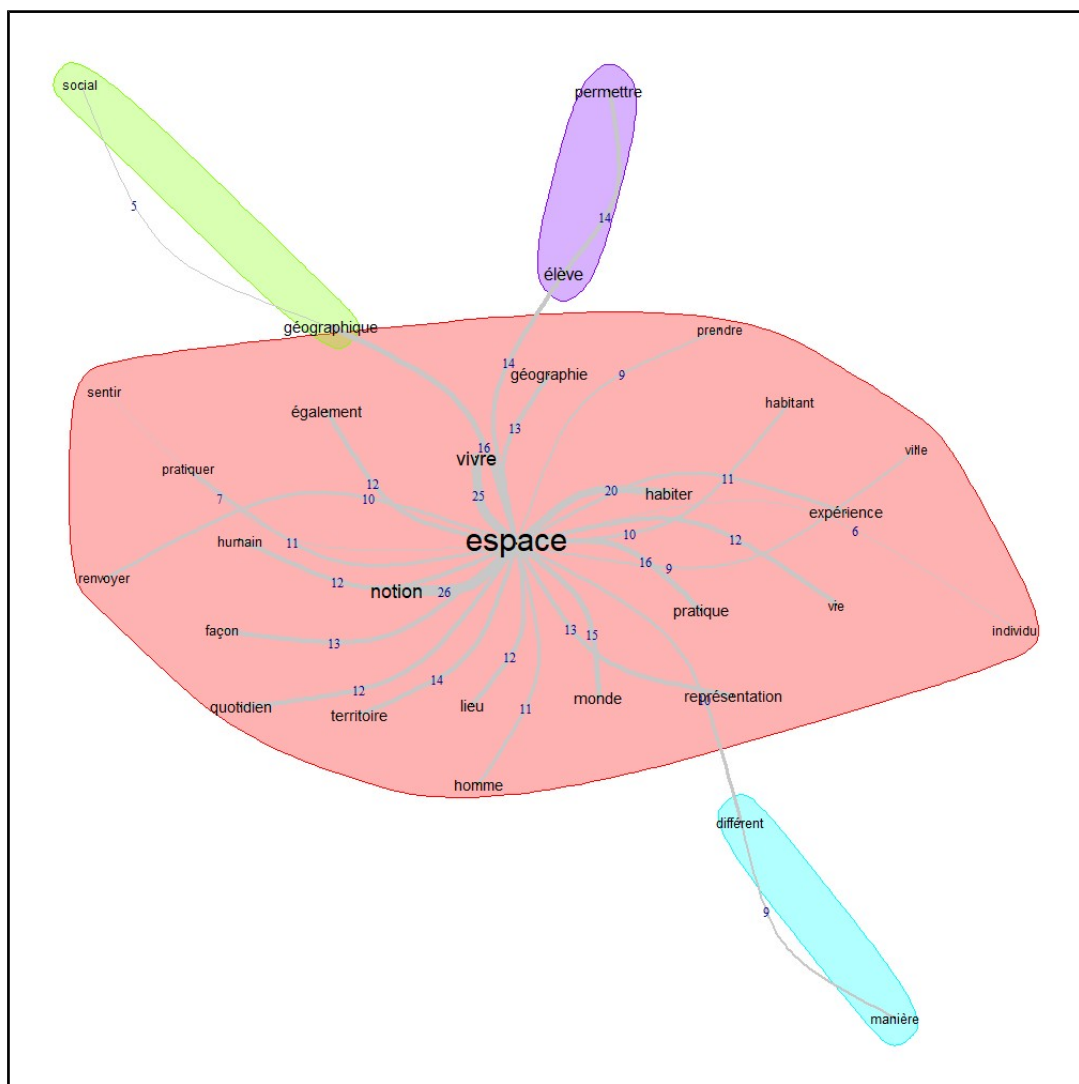 social
permettre
5
14
élève
géographique
prendre
14
géographie
9
sentir
habitant
également
13
16
vivre
ville
pratiquer
12
11
25
20
habiter
7
10
expérience
humain
11
espace
10
12
6
renvoyer
12
notion
26
16
9
pratique
vie
façon
13
12
13
15
individu
12
14
quotidien
territoire
lieu
11
monde
représentation
10
homme
différent
9
manière